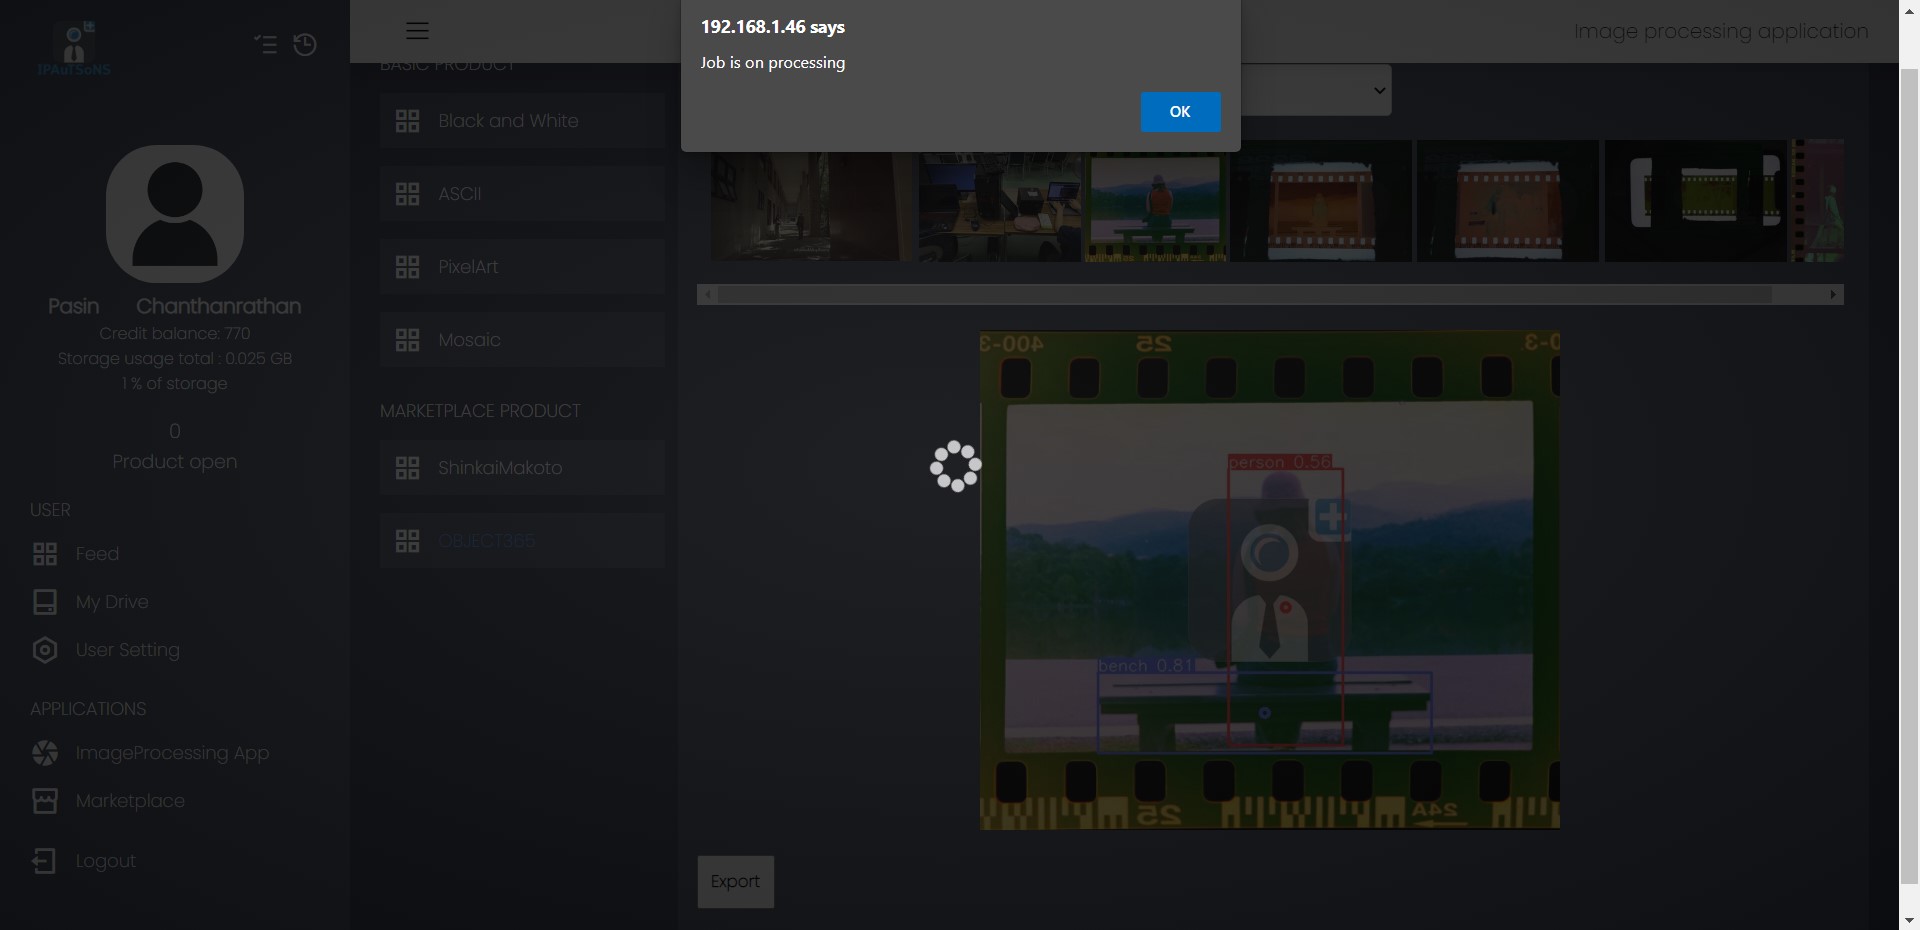 192.168.1.46 says
Job is on processing
OK
Image processing application
IPAuTSoNS
Pasin Chanthanrathan
Credit balance: 770
Storage usage total : 0.025 GB
1 % of storage
0
Product open
USER
Feed
My Drive
User Setting
APPLICATIONS
ImageProcessing App
Marketplace
Logout
BASIC PRODUCT
Black and White
ASCII
PixelArt
Mosaic
MARKETPLACE PRODUCT
ShinkaiMakoto
OBJECT365
400-3
25
0-3
person 0.56
bench 0.81
25
24A
Export